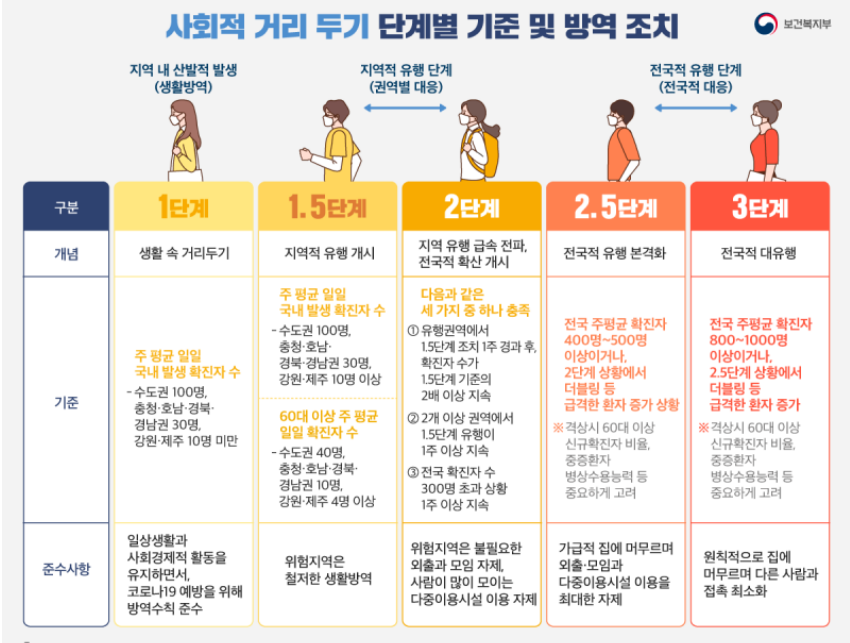 사회적 거리 두기 단계별 기준 및 방역 조치
보건복지부
지역 내 산발적 발생
(생활방역)
지역적 유행 단계
(권역별 대응)
전국적 유행 단계
(전국적 대응)
구분
1단계
1.5단계
2단계
2.5단계
3단계
개념
생활 속 거리두기
지역적 유행 개시
지역 유행 급속 전파,
전국적 확산 개시
전국적 유행 본격화
전국적 대유행
기준
주 평균 일일
국내 발생 확진자 수
- 수도권 100명,
충청·호남·경북·
경남권 30명,
강원·제주 10명 미만
주 평균 일일
국내 발생 확진자 수
- 수도권 100명,
충청·호남·
경북·경남권 30명,
강원·제주 10명 이상
60대 이상 주 평균
일일 확진자 수
- 수도권 40명,
충청·호남·경북·
경남권 10명,
강원·제주 4명 이상
다음과 같은
세 가지 중 하나 충족
① 유행권역에서
1.5단계 조치 1주 경과 후,
확진자 수가
1.5단계 기준의
2배 이상 지속
② 2개 이상 권역에서
1.5단계 유행이
1주 이상 지속
③ 전국 확진자 수
300명 초과 상황
1주 이상 지속
전국 주평균 확진자
400명~500명
이상이거나,
2단계 상황에서
더블링 등
급격한 환자 증가 상황
※격상시 60대 이상
신규확진자 비율,
중증환자
병상수용능력 등
중요하게 고려
전국 주평균 확진자
800~1000명
이상이거나,
2.5단계 상황에서
더블링 등
급격한 환자 증가
※격상시 60대 이상
신규확진자 비율,
중증환자
병상수용능력 등
중요하게 고려
준수사항
일상생활과
사회경제적 활동을
유지하면서,
코로나19 예방을 위해
방역수칙 준수
위험지역은
철저한 생활방역
위험지역은 불필요한
외출과 모임 자제,
사람이 많이 모이는
다중이용시설 이용 자제
가급적 집에 머무르며
외출·모임과
다중이용시설 이용을
최대한 자제
원칙적으로 집에
머무르며 다른 사람과
접촉 최소화